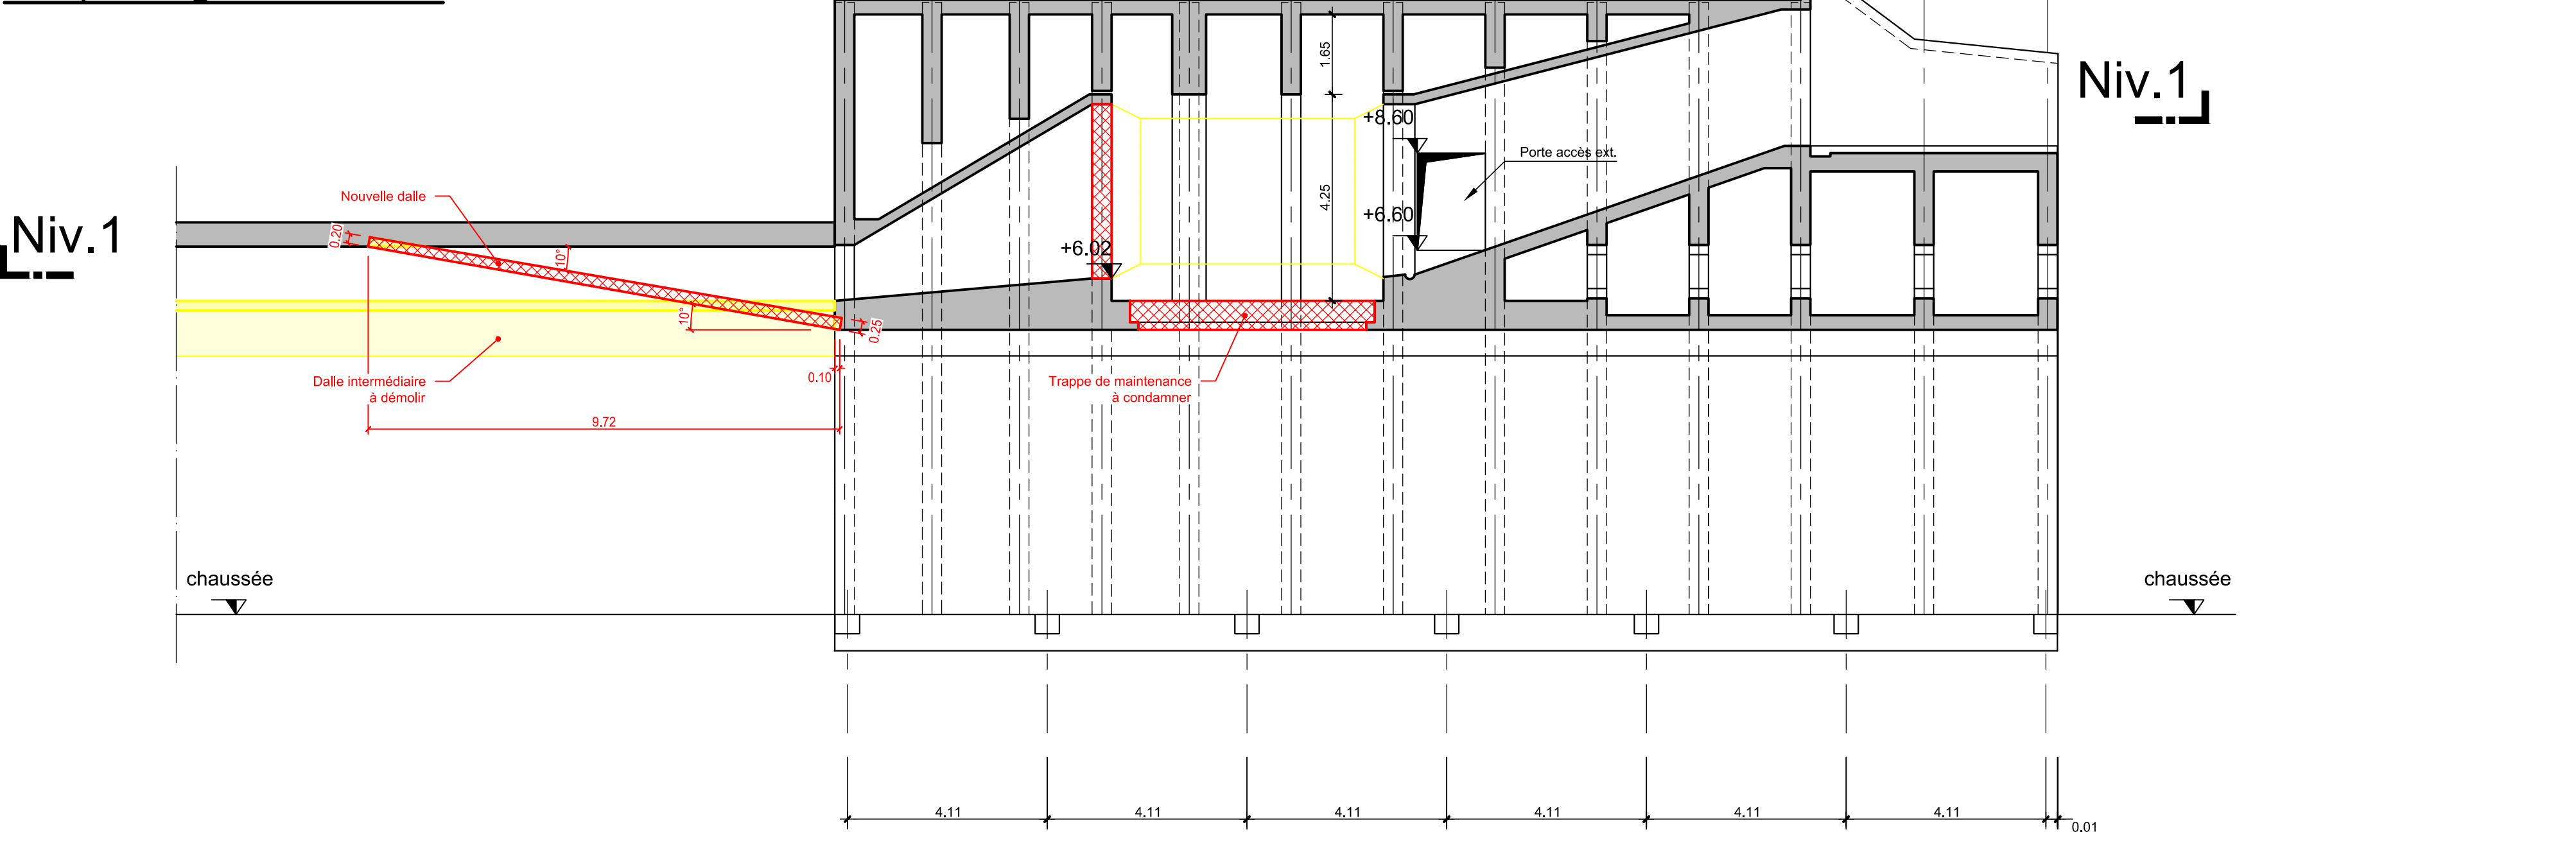 1.65
Niv.1
+8.60
Porte accès ext.
Nouvelle dalle
4.25
+6.60
Niv.1
0.20
10°
+6.02
10°
0.25
Dalle intermédiaire
à démolir
0.10
Trappe de maintenance
à condamner
9.72
chaussée
chaussée
4.11
4.11
4.11
4.11
4.11
4.11
0.01